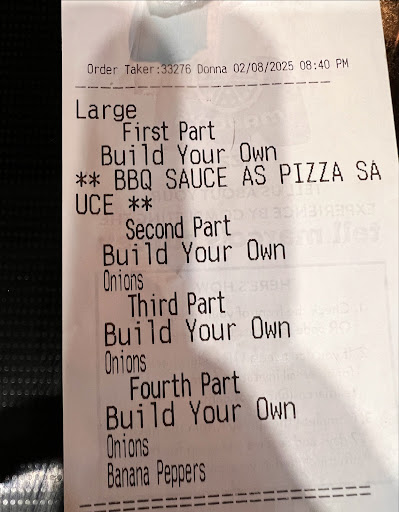 Order Taker:33276 Donna 02/08/2025 08:40 PM
Large
First Part
Build Your Own
** BBQ SAUCE AS PIZZA SA
UCE **
Second Part
Build Your Own
Onions
Third Part
Build Your Own
Onions
Fourth Part
Build Your Own
Onions
Banana Peppers